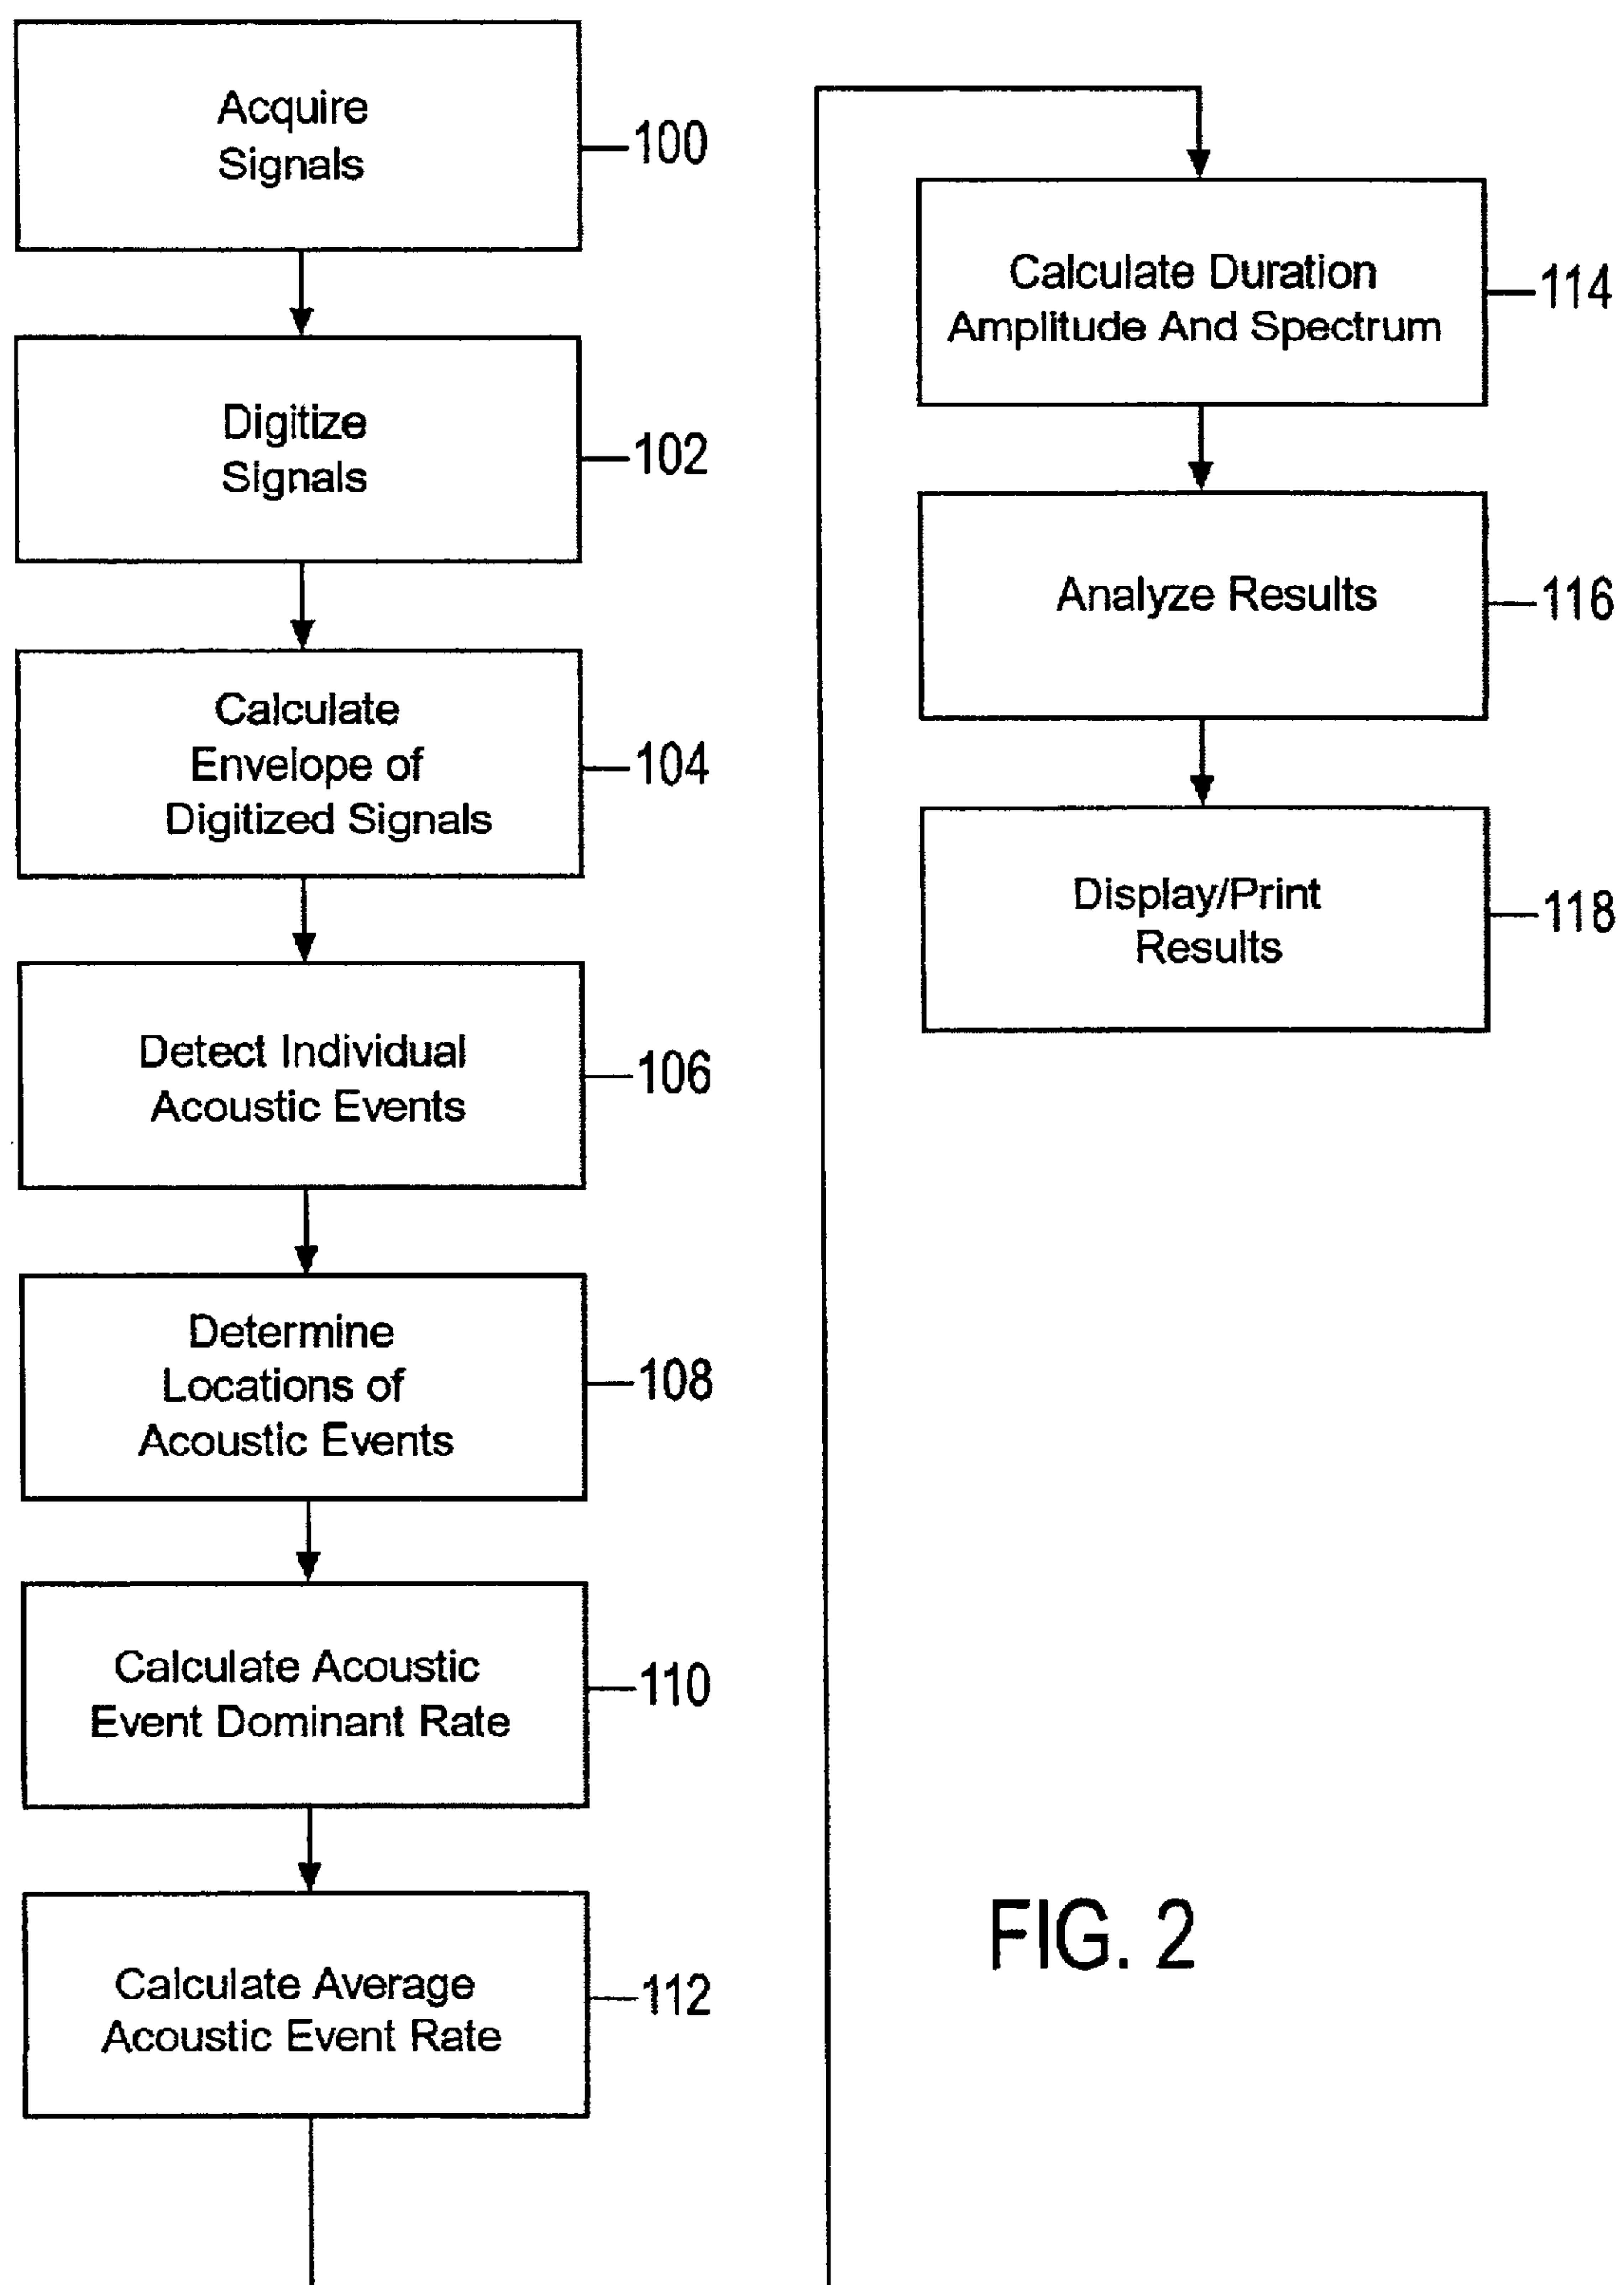 Acquire
Signals
100
Digitize
Signals
102
Calculate
Envelope of
Digitized Signals
104
Detect Individual
Acoustic Events
106
Determine
Locations of
Acoustic Events
108
Calculate Acoustic
Event Dominant Rate
110
Calculate Average
Acoustic Event Rate
112
Calculate Duration
Amplitude And Spectrum
114
Analyze Results
116
Display/Print
Results
118
FIG. 2